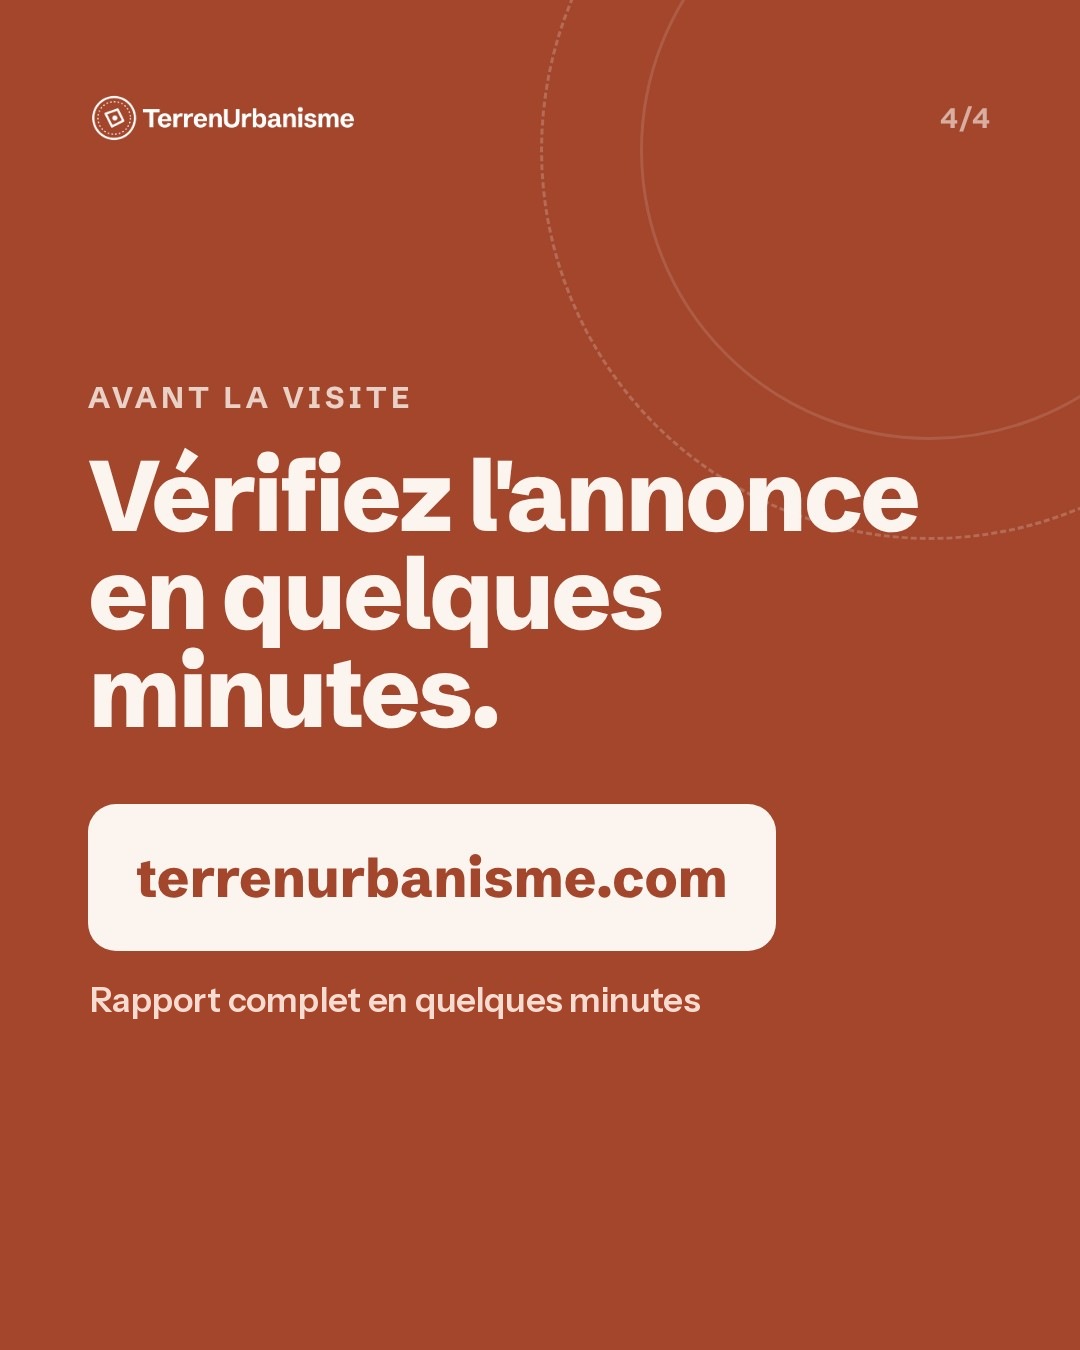 TerrenUrbanisme
4/4
AVANT LA VISITE
Vérifiez l'annonce
en quelques
minutes.
terrenurbanisme.com
Rapport complet en quelques minutes